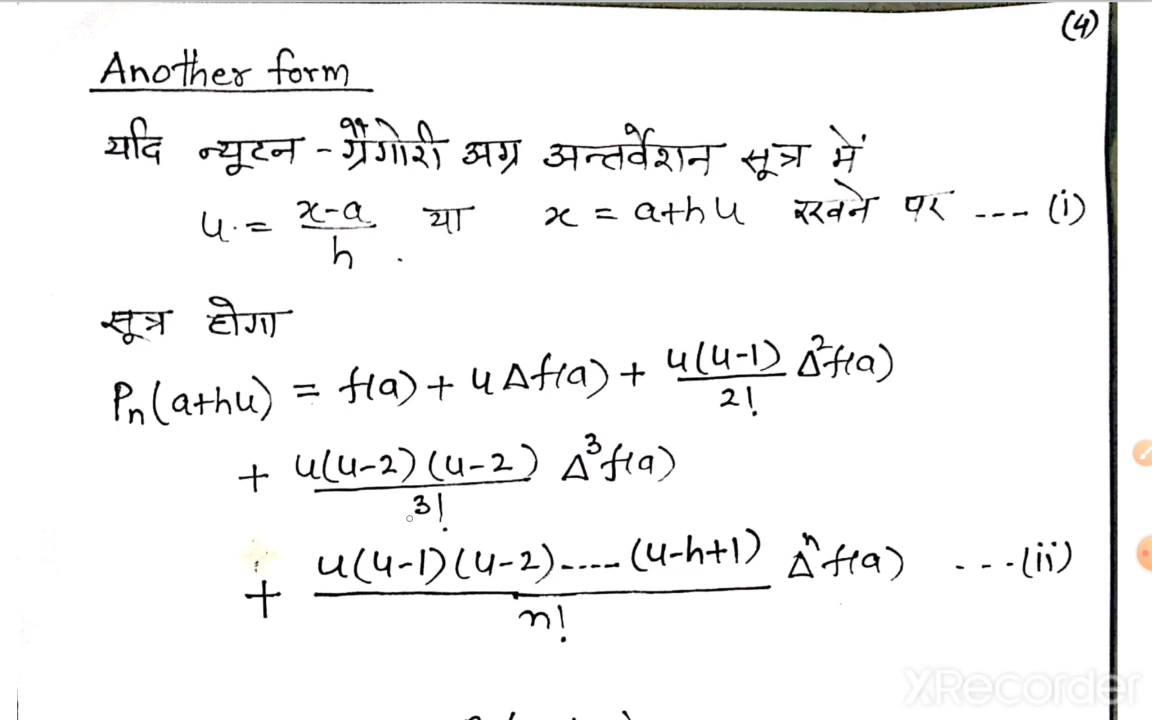 (4)
Another form
यदि न्यूटन - ग्रैगोरी अग्र अन्तर्वेशन सूत्र में
u = (x-a)/h या x = a+hu रखने पर ---- (i)
सूत्र होगा
Pn(a+hu) = f(a) + u Δf(a) + u(u-1)/2! Δ²f(a)
+ u(u-2)(u-2)/3! Δ³f(a)
+ u(u-1)(u-2)-----(u-h+1)/n! Δⁿf(a) ---(ii)
XRecorder